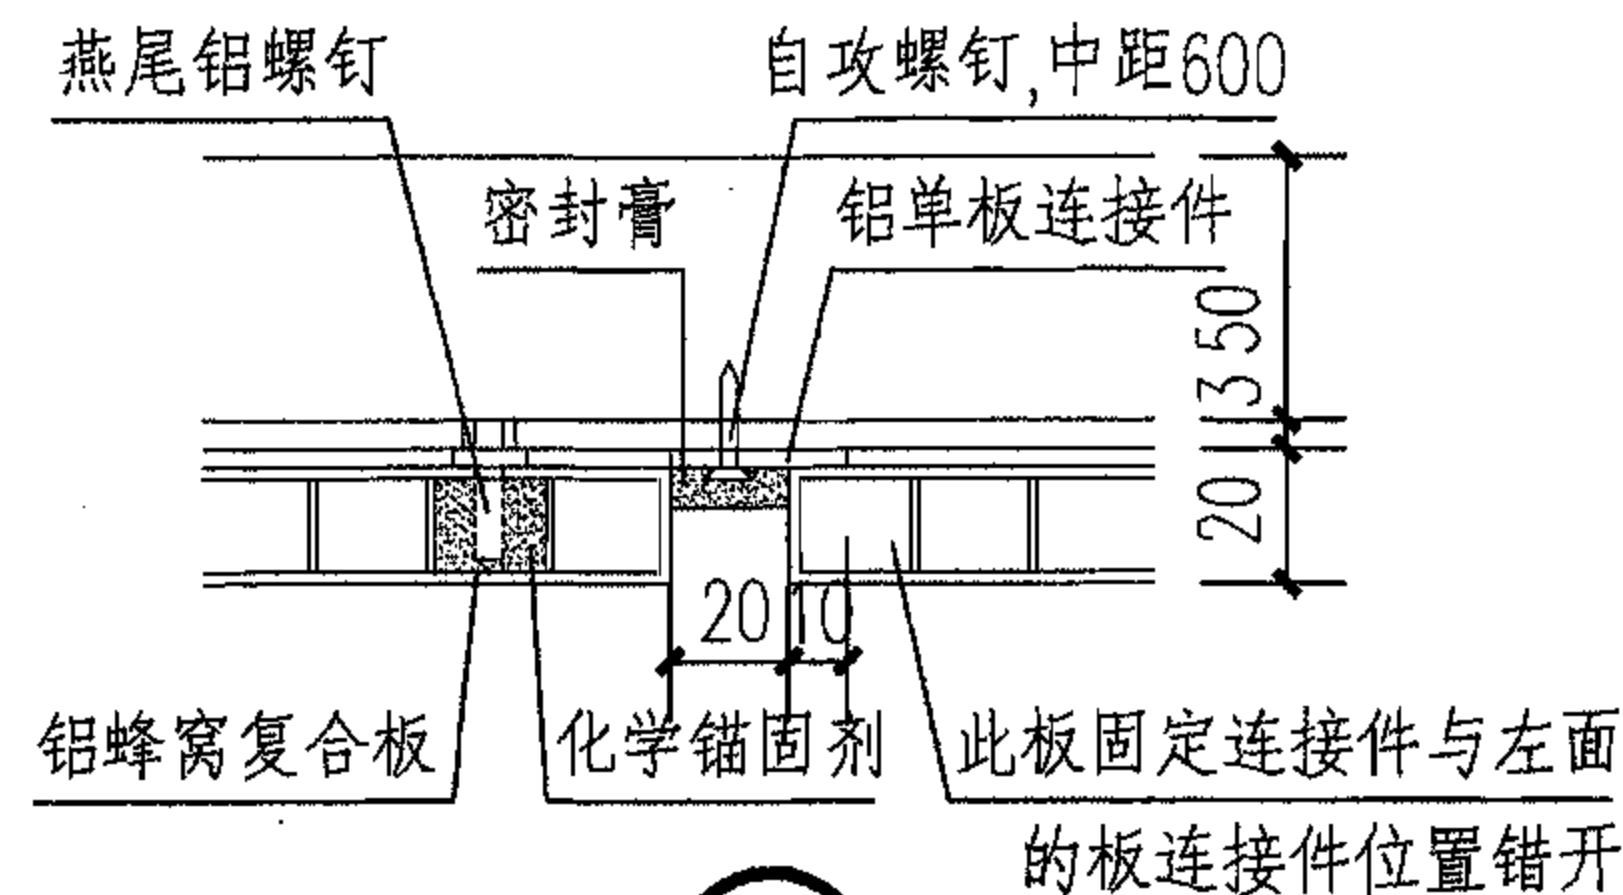 燕尾铝螺钉
自攻螺钉,中距600
密封膏
铝单板连接件
3 50
20
20
10
铝蜂窝复合板
化学锚固剂
此板固定连接件与左面
的板连接件位置错开